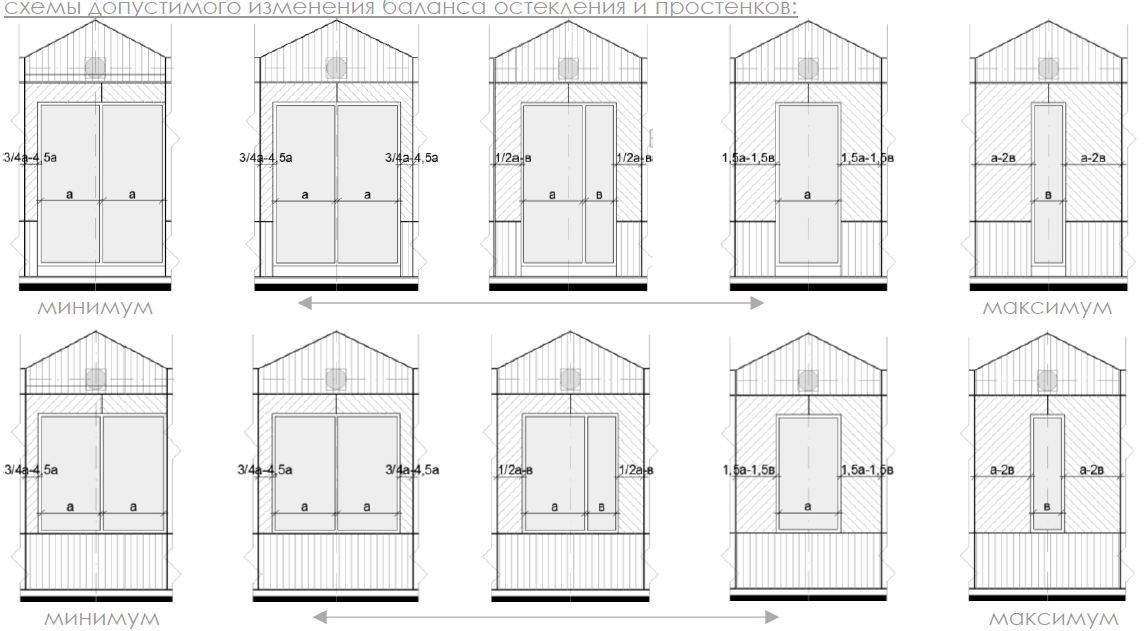 схемы допустимого изменения баланса остекления и простенков:
3/4а-4,5а 3/4а-4,5а 3/4а-4,5а 1/2а-в 1/2а-в 1,5а-1,5в 1,5а-1,5в а-2в а-2в
а а а а а в а в
минимум максимум
3/4а-4,5а 3/4а-4,5а 3/4а-4,5а 1/2а-в 1/2а-в 1,5а-1,5в 1,5а-1,5в а-2в а-2в
а а а а а в а в
минимум максимум